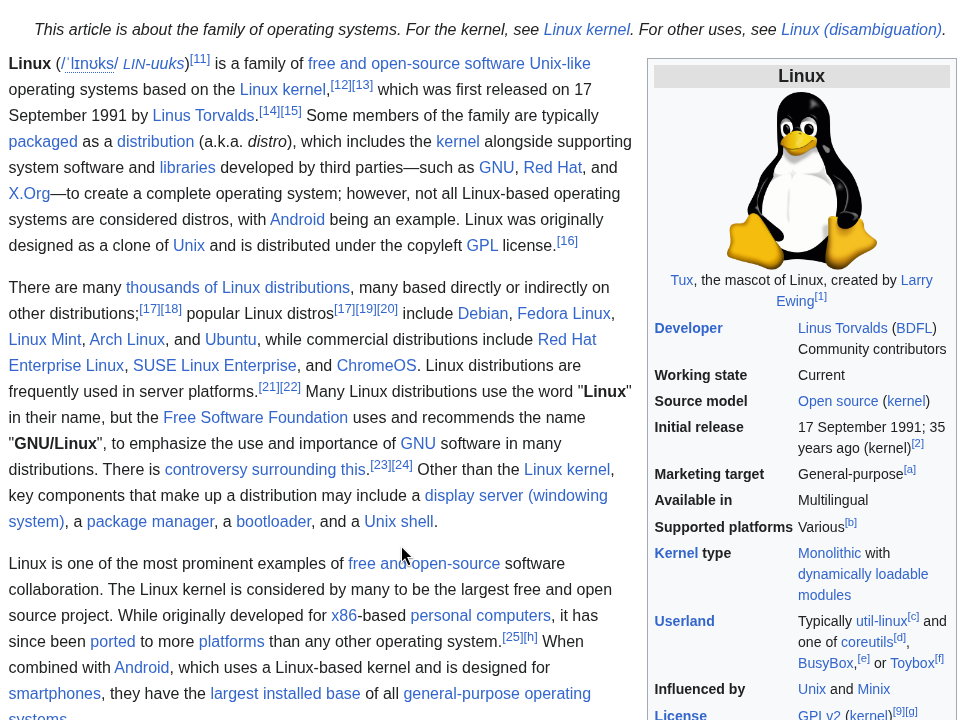 This article is about the family of operating systems. For the kernel, see Linux kernel. For other uses, see Linux (disambiguation).
Linux (/ˈlɪnʊks/ LIN-uuks)[11] is a family of free and open-source software Unix-like
operating systems based on the Linux kernel,[12][13] which was first released on 17
September 1991 by Linus Torvalds.[14][15] Some members of the family are typically
packaged as a distribution (a.k.a. distro), which includes the kernel alongside supporting
system software and libraries developed by third parties—such as GNU, Red Hat, and
X.Org—to create a complete operating system; however, not all Linux-based operating
systems are considered distros, with Android being an example. Linux was originally
designed as a clone of Unix and is distributed under the copyleft GPL license.[16]
There are many thousands of Linux distributions, many based directly or indirectly on
other distributions;[17][18] popular Linux distros[17][19][20] include Debian, Fedora Linux,
Linux Mint, Arch Linux, and Ubuntu, while commercial distributions include Red Hat
Enterprise Linux, SUSE Linux Enterprise, and ChromeOS. Linux distributions are
frequently used in server platforms.[21][22] Many Linux distributions use the word "Linux"
in their name, but the Free Software Foundation uses and recommends the name
"GNU/Linux", to emphasize the use and importance of GNU software in many
distributions. There is controversy surrounding this.[23][24] Other than the Linux kernel,
key components that make up a distribution may include a display server (windowing
system), a package manager, a bootloader, and a Unix shell.
Linux is one of the most prominent examples of free and open-source software
collaboration. The Linux kernel is considered by many to be the largest free and open
source project. While originally developed for x86-based personal computers, it has
since been ported to more platforms than any other operating system.[25][h] When
combined with Android, which uses a Linux-based kernel and is designed for
smartphones, they have the largest installed base of all general-purpose operating
systems.
Linux
Tux, the mascot of Linux, created by Larry
Ewing[1]
Developer Linus Torvalds (BDFL)
Community contributors
Working state Current
Source model Open source (kernel)
Initial release 17 September 1991; 35
years ago (kernel)[2]
Marketing target General-purpose[a]
Available in Multilingual
Supported platforms Various[b]
Kernel type Monolithic with
dynamically loadable
modules
Userland Typically util-linux[c] and
one of coreutils[d],
BusyBox,[e] or Toybox[f]
Influenced by Unix and Minix
License GPLv2 (kernel)[9][g]